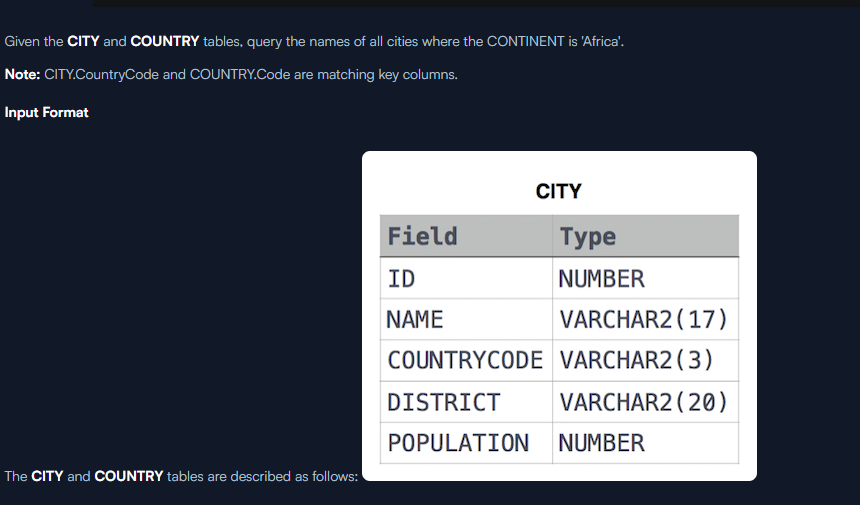 Given the CITY and COUNTRY tables, query the names of all cities where the CONTINENT is 'Africa'.
Note: CITY.CountryCode and COUNTRY.Code are matching key columns.
Input Format
CITY
Field Type
ID NUMBER
NAME VARCHAR2(17)
COUNTRYCODE VARCHAR2(3)
DISTRICT VARCHAR2(20)
POPULATION NUMBER
The CITY and COUNTRY tables are described as follows: